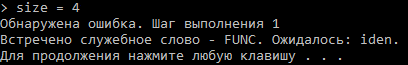 > size = 4
Обнаружена ошибка. Шаг выполнения 1
Встречено служебное слово - FUNC. Ожидалось: iden.
Для продолжения нажмите любую клавишу . . .